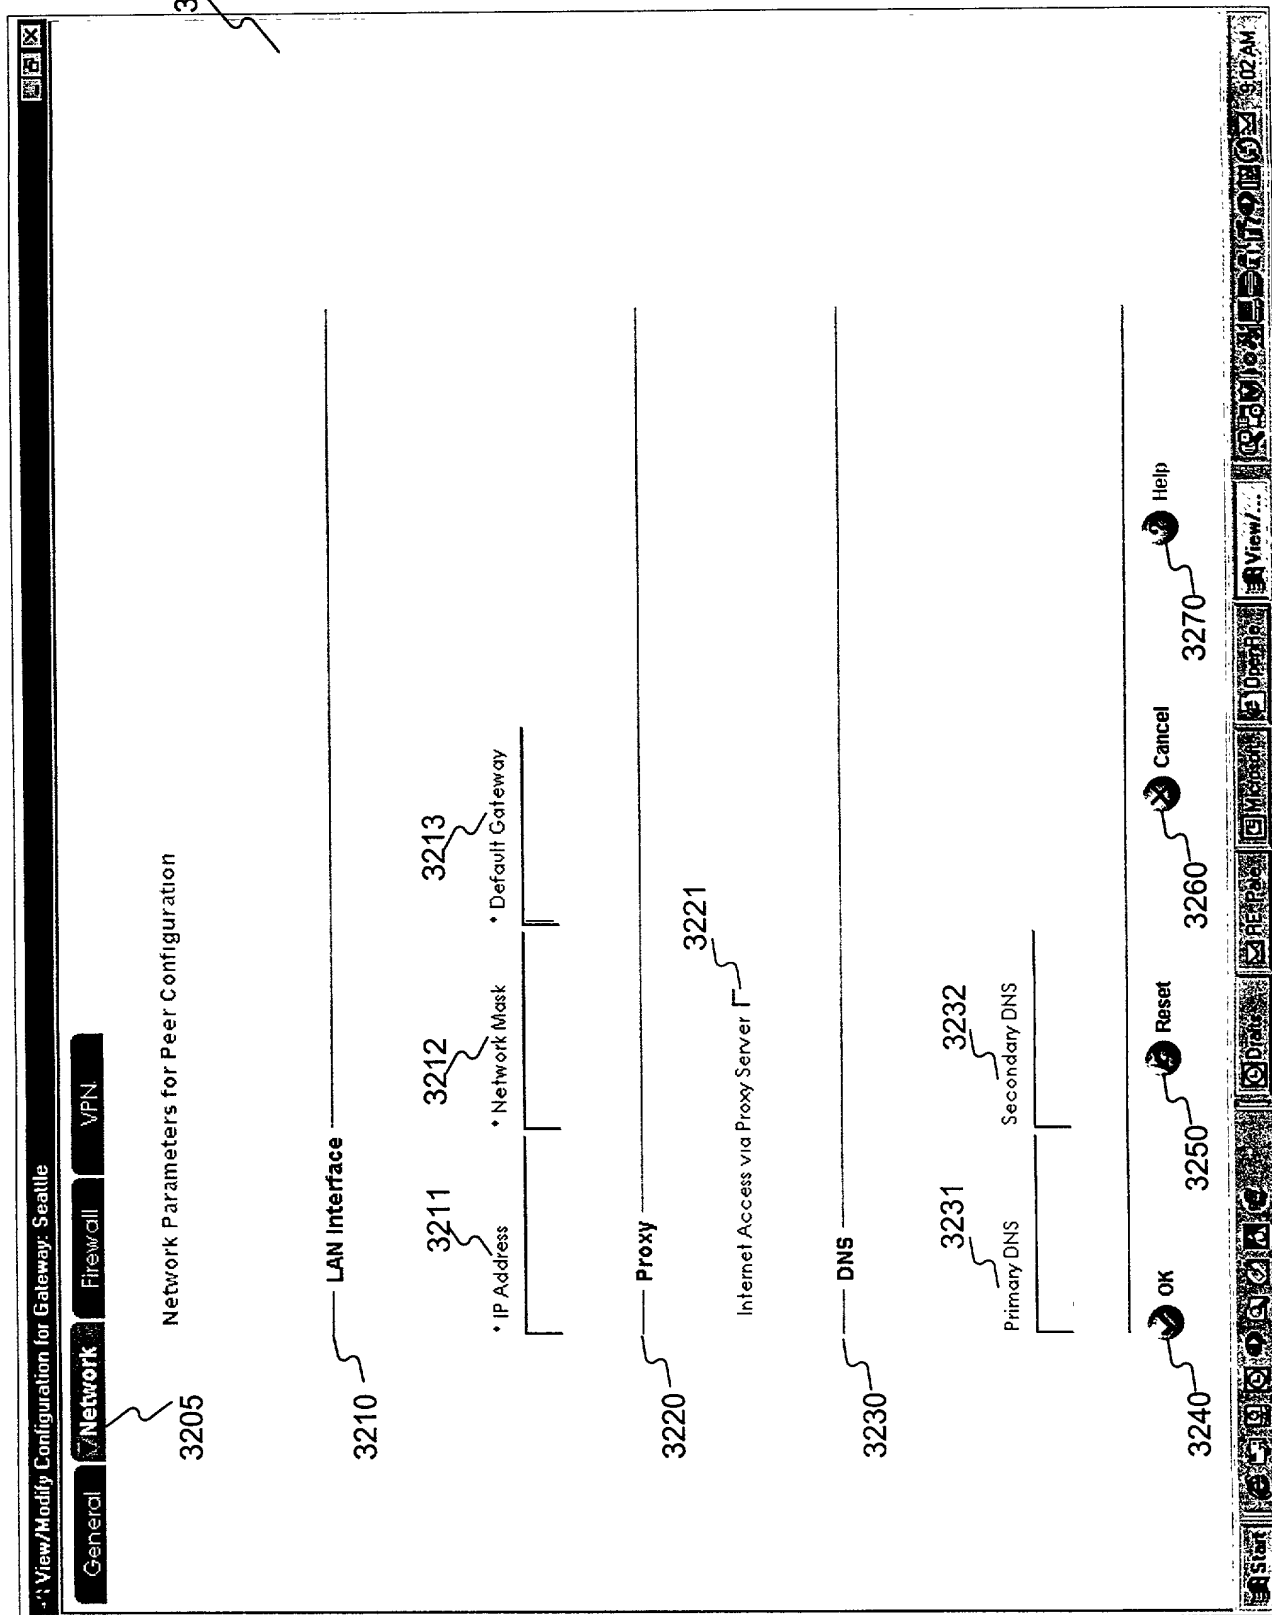 View/Modify Configuration for Gateway: Seattle
General Network Firewall VPN
3205
Network Parameters for Peer Configuration
3210 LAN Interface
3211 3212 3213
* IP Address * Network Mask * Default Gateway
3220 Proxy
3221
Internet Access via Proxy Server
3230 DNS
3231 3232
Primary DNS Secondary DNS
OK Reset Cancel Help
3240 3250 3260 3270
Start Drafts Microsoft View/... 9:02 AM